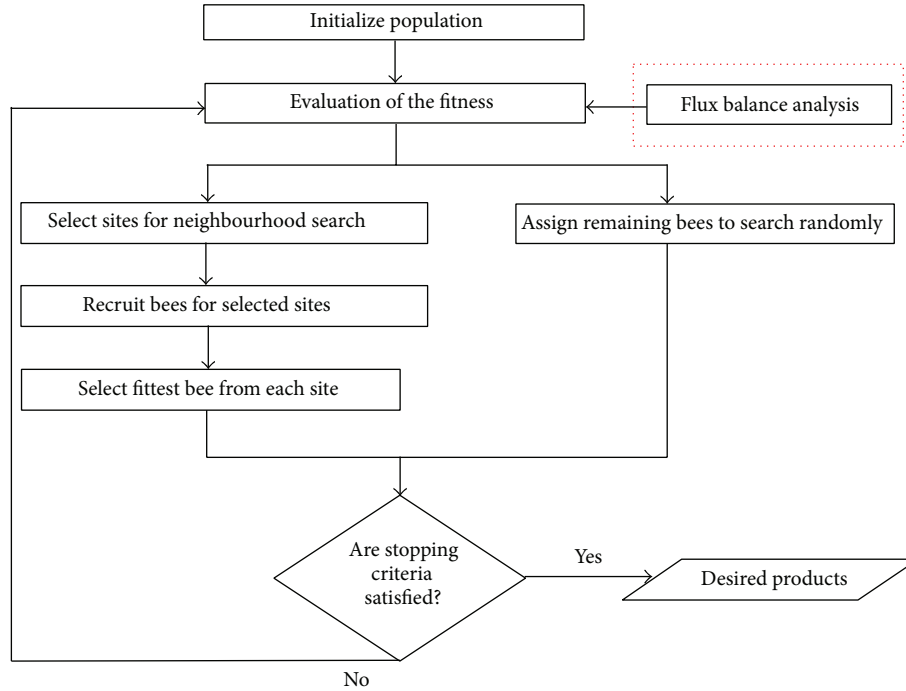 Initialize population
Evaluation of the fitness
Flux balance analysis
Select sites for neighbourhood search
Assign remaining bees to search randomly
Recruit bees for selected sites
Select fittest bee from each site
Are stopping
criteria
satisfied?
Yes
Desired products
No